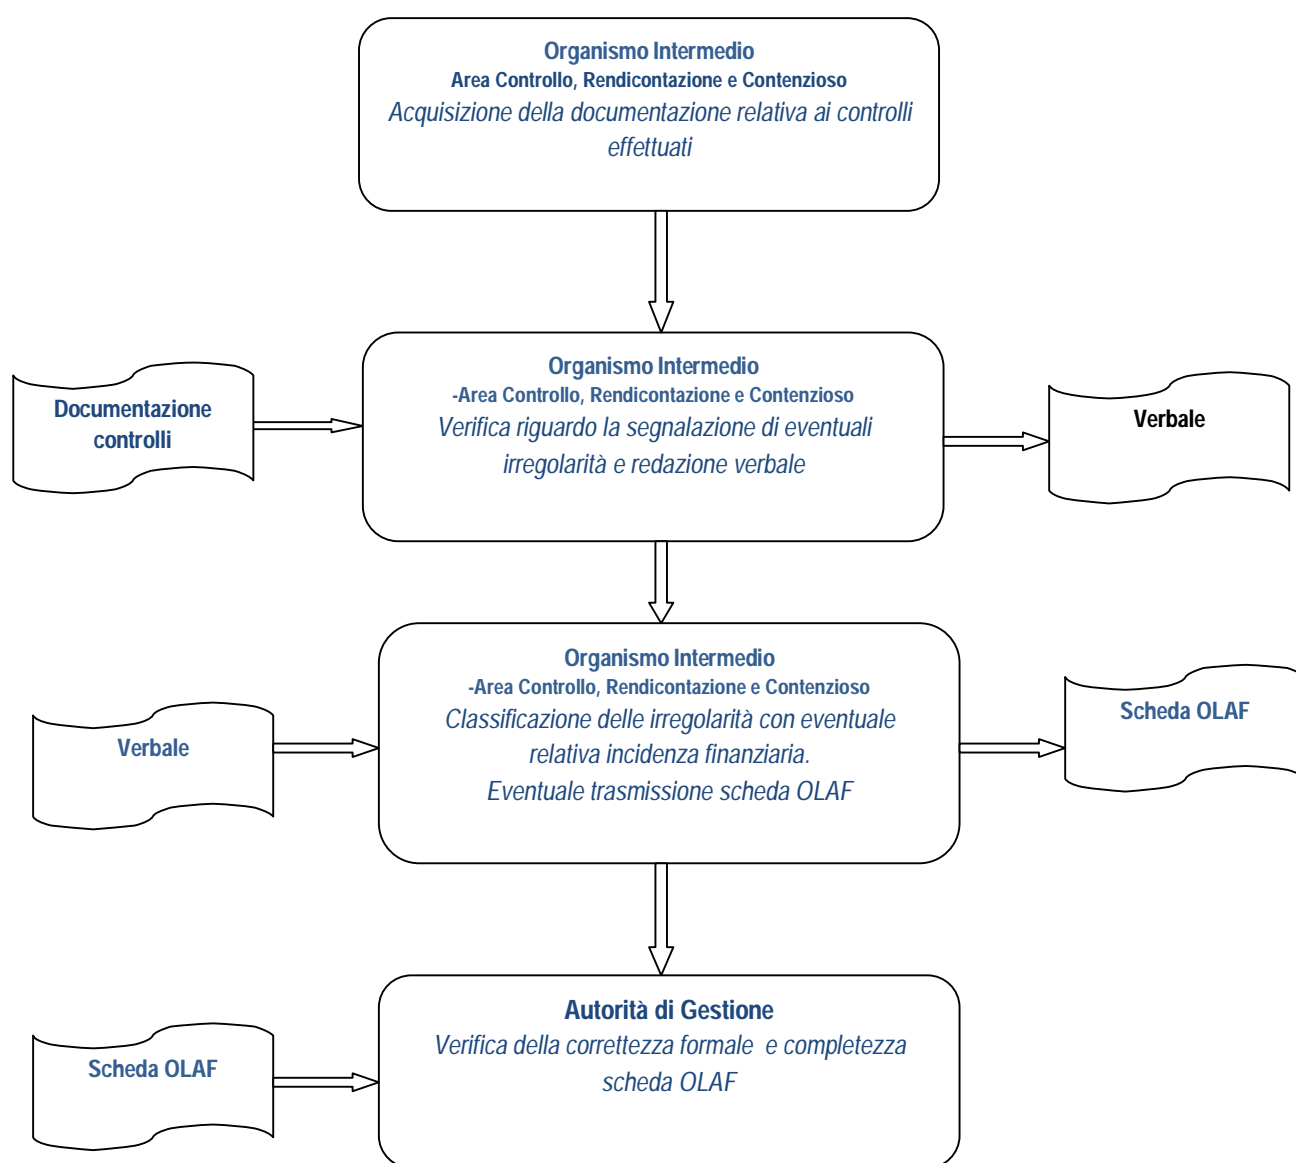 Organismo Intermedio
Area Controllo, Rendicontazione e Contenzioso
Acquisizione della documentazione relativa ai controlli
effettuati
Documentazione
controlli
Organismo Intermedio
-Area Controllo, Rendicontazione e Contenzioso
Verifica riguardo la segnalazione di eventuali
irregolarità e redazione verbale
Verbale
Verbale
Organismo Intermedio
-Area Controllo, Rendicontazione e Contenzioso
Classificazione delle irregolarità con eventuale
relativa incidenza finanziaria.
Eventuale trasmissione scheda OLAF
Scheda OLAF
Scheda OLAF
Autorità di Gestione
Verifica della correttezza formale e completezza
scheda OLAF